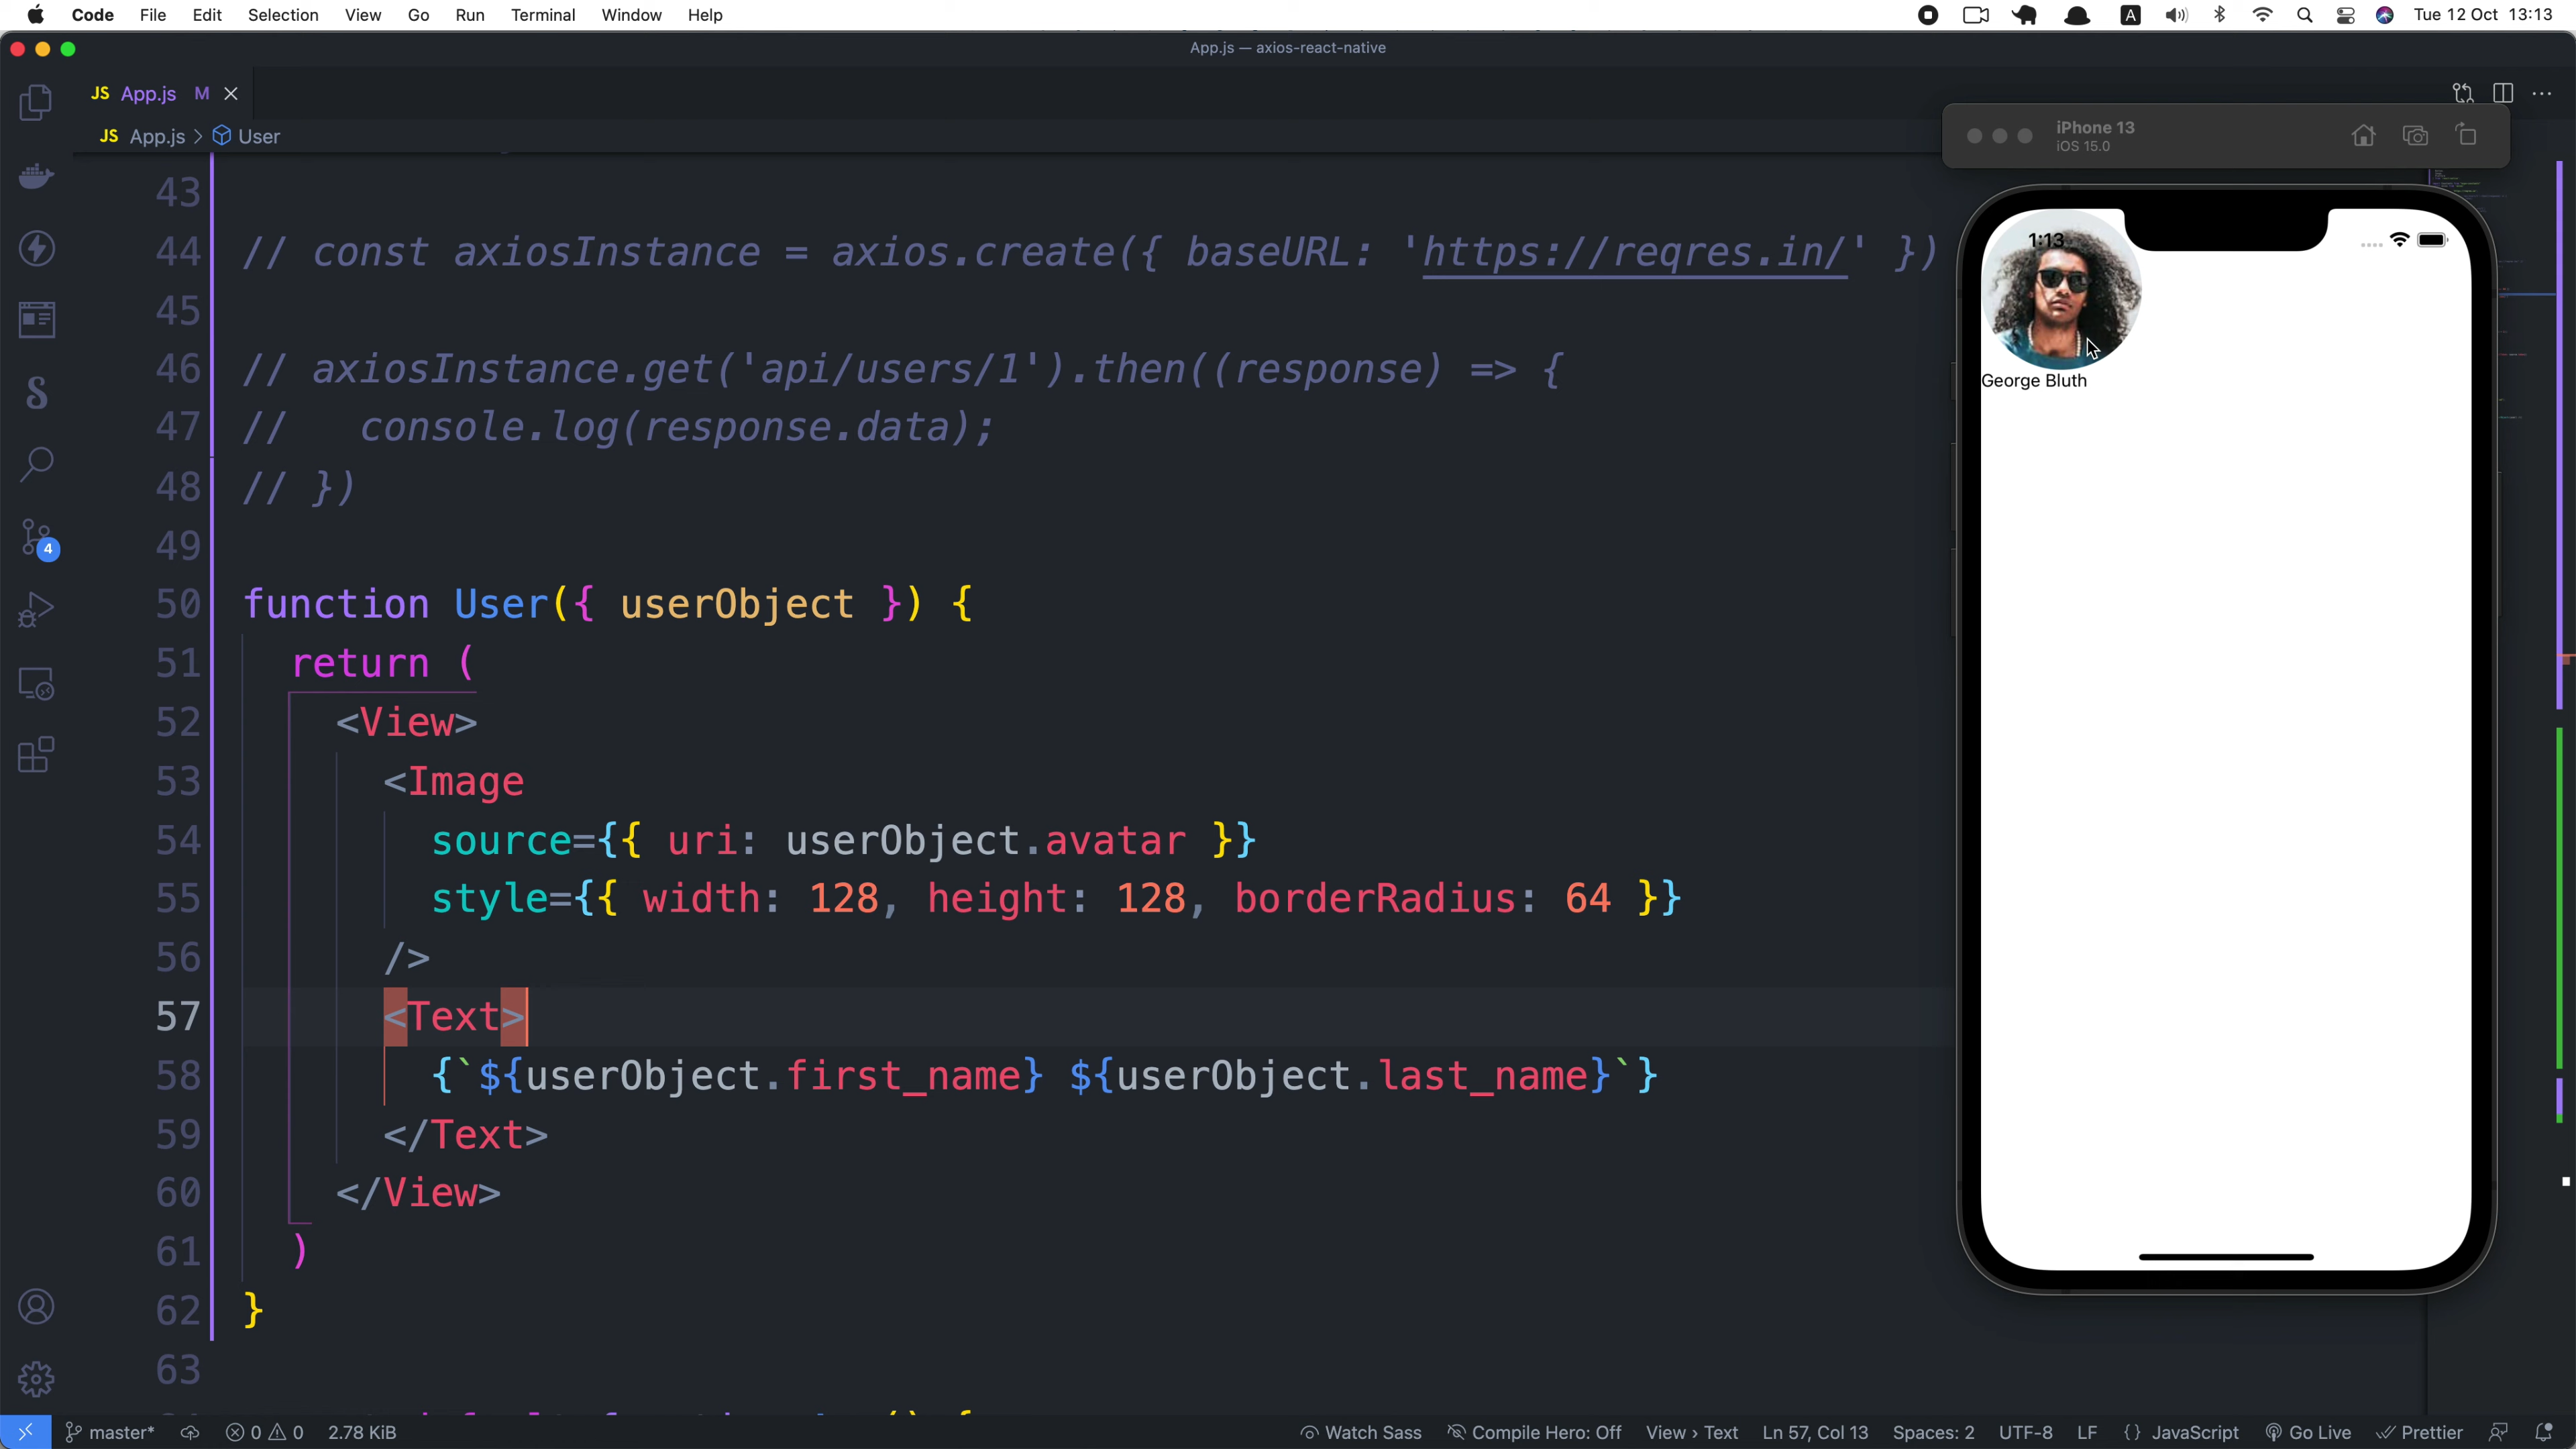 Code File Edit Selection View Go Run Terminal Window Help
A Tue 12 Oct 13:13
App.js — axios-react-native
JS App.js M
JS App.js > User
iPhone 13
iOS 15.0
1:13
George Bluth
43
44 // const axiosInstance = axios.create({ baseURL: 'https://reqres.in/' })
45
46 // axiosInstance.get('api/users/1').then((response) => {
47 //   console.log(response.data);
48 // })
49
50 function User({ userObject }) {
51 return (
52 <View>
53 <Image
54 source={{ uri: userObject.avatar }}
55 style={{ width: 128, height: 128, borderRadius: 64 }}
56 />
57 <Text>
58 {`${userObject.first_name} ${userObject.last_name}`}
59 </Text>
60 </View>
61 )
62 }
63
4
master* 0 0 2.78 KiB
Watch Sass Compile Hero: Off View › Text Ln 57, Col 13 Spaces: 2 UTF-8 LF {} JavaScript Go Live Prettier